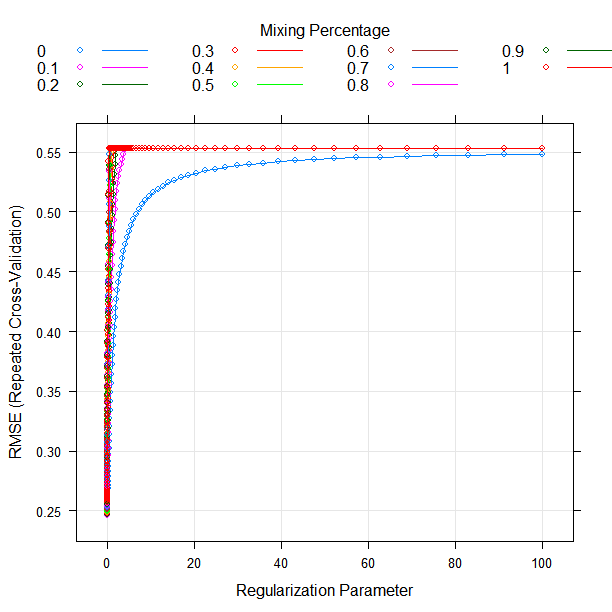 Mixing Percentage
0 0.3 0.6 0.9
0.1 0.4 0.7 1
0.2 0.5 0.8
0.55
0.50
0.45
0.40
0.35
0.30
0.25
RMSE (Repeated Cross-Validation)
0 20 40 60 80 100
Regularization Parameter